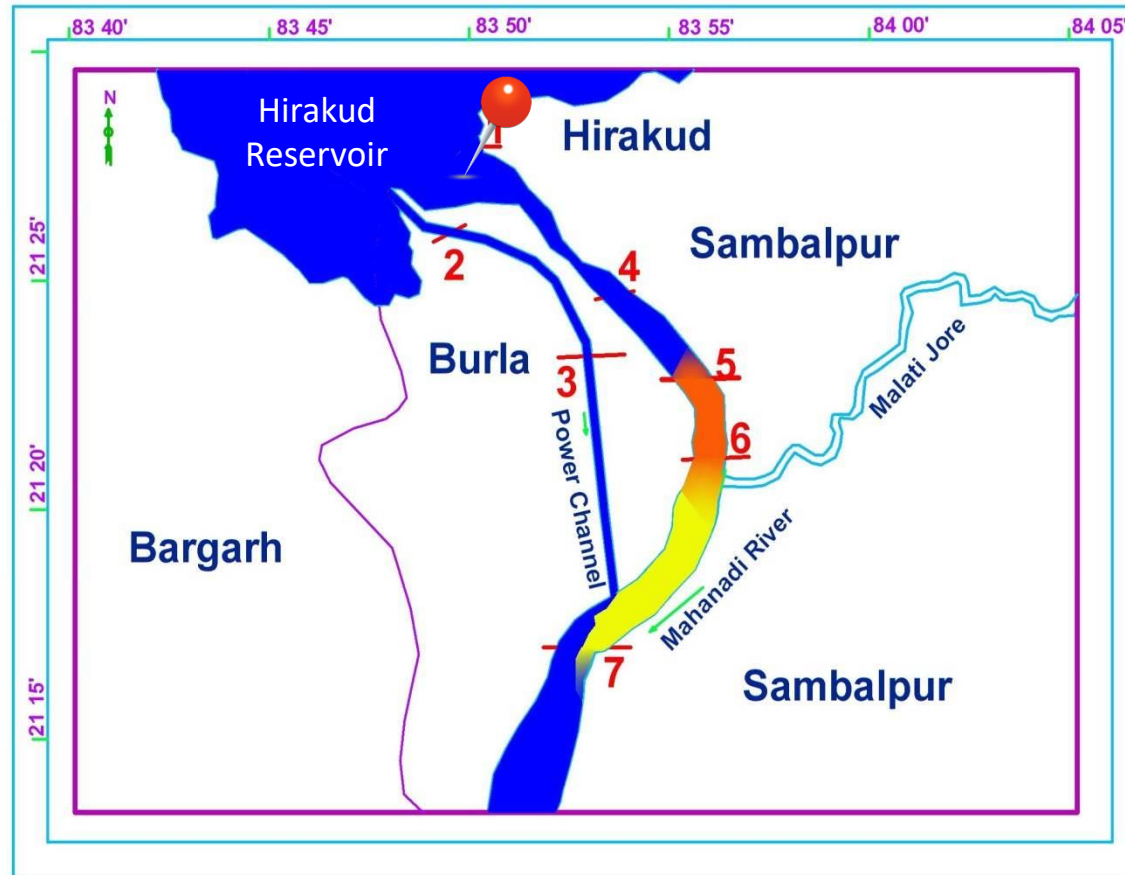 83 40'
83 45'
83 50'
83 55'
84 00'
84 05'
N
Hirakud
Reservoir
1
Hirakud
21 25'
Sambalpur
2
4
Burla
3
5
Malati Jore
Power Channel
6
21 20'
Bargarh
Mahanadi River
7
Sambalpur
21 15'